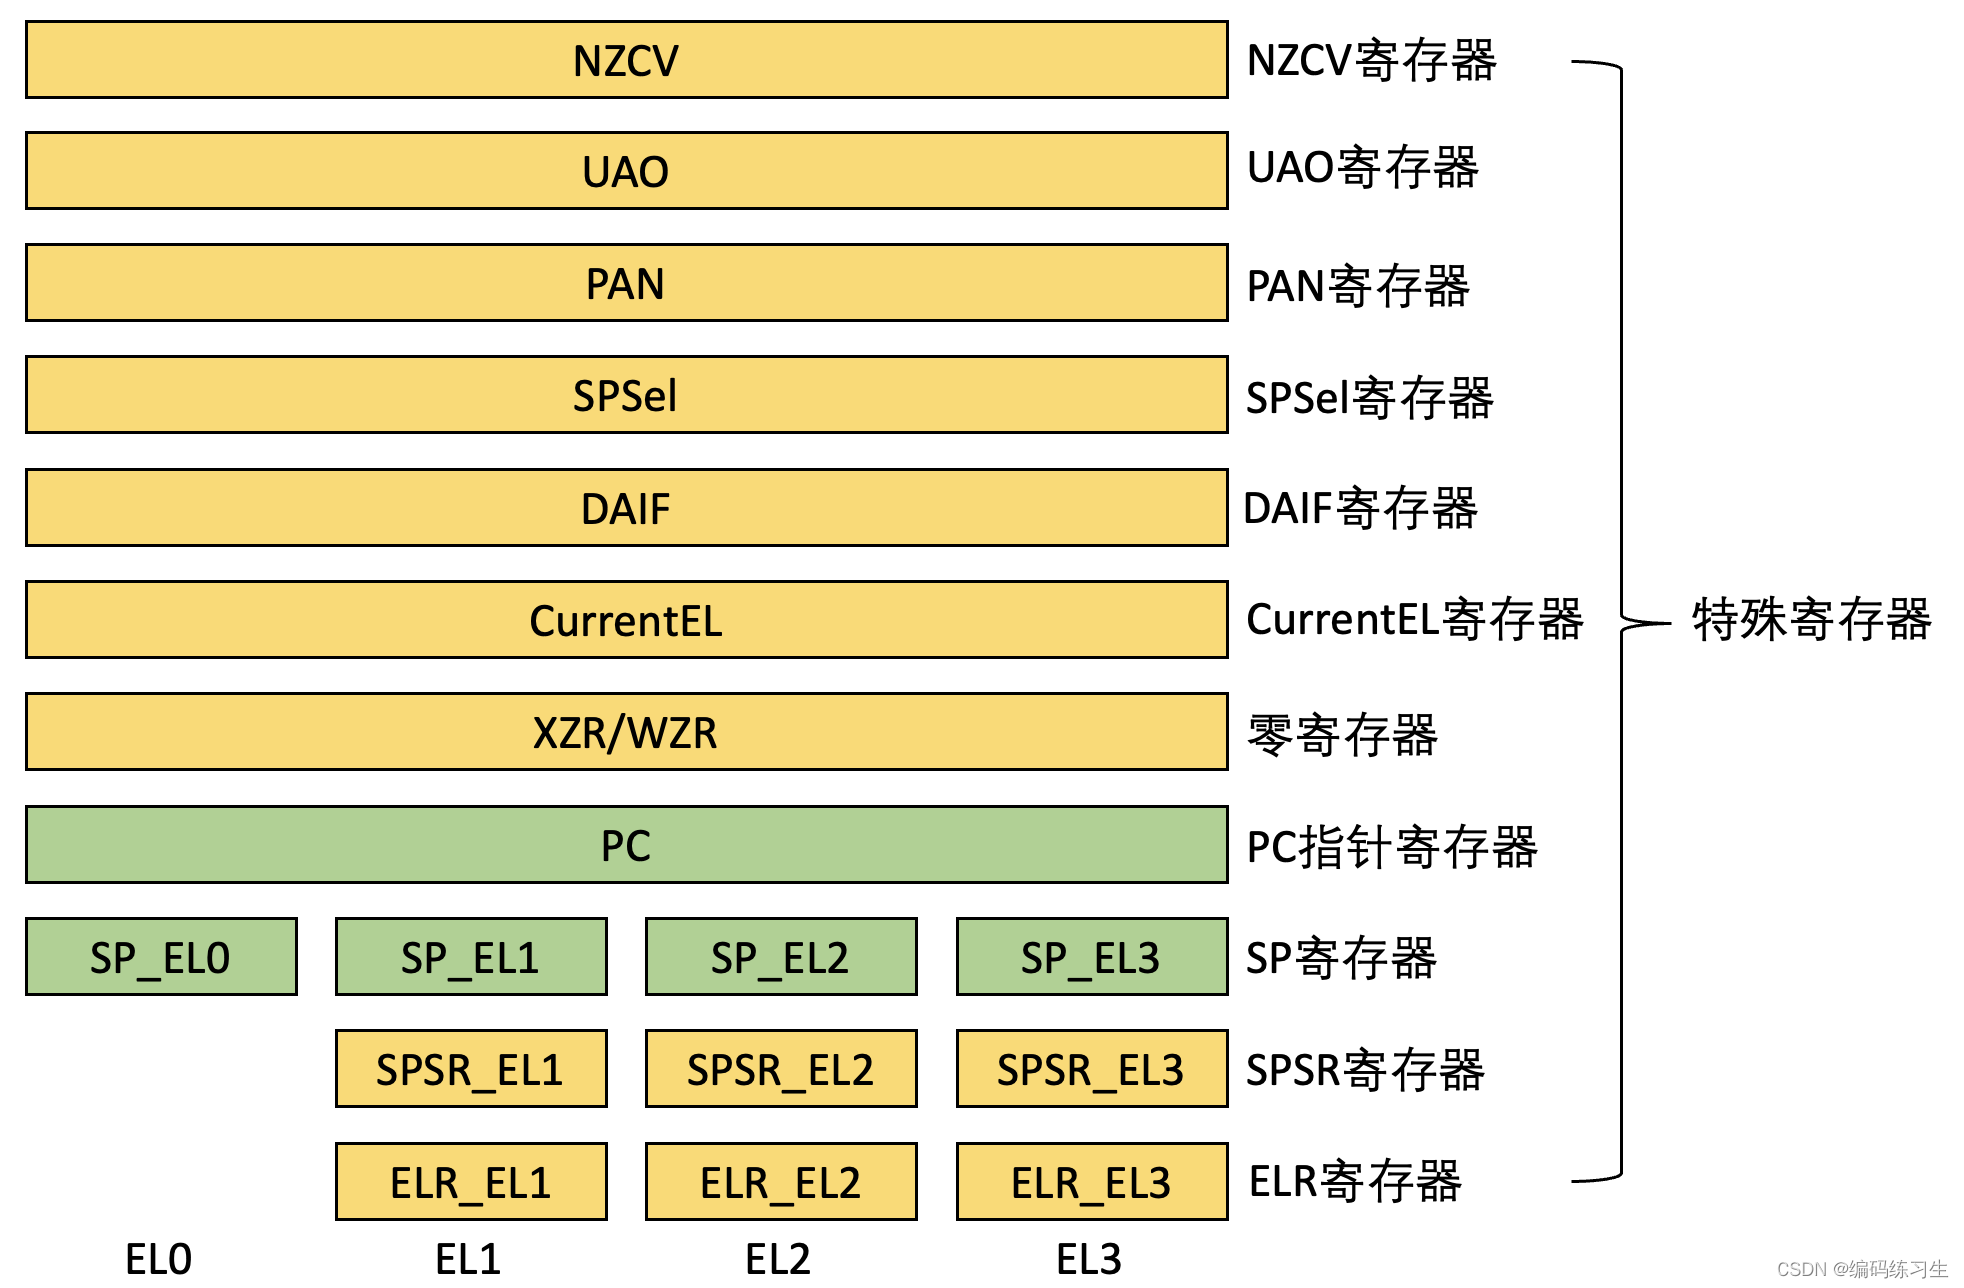 NZCV NZCV寄存器
UAO UAO寄存器
PAN PAN寄存器
SPSel SPSel寄存器
DAIF DAIF寄存器
CurrentEL CurrentEL寄存器 特殊寄存器
XZR/WZR 零寄存器
PC PC指针寄存器
SP_EL0 SP_EL1 SP_EL2 SP_EL3 SP寄存器
SPSR_EL1 SPSR_EL2 SPSR_EL3 SPSR寄存器
ELR_EL1 ELR_EL2 ELR_EL3 ELR寄存器
EL0 EL1 EL2 EL3
CSDN @编码练习生